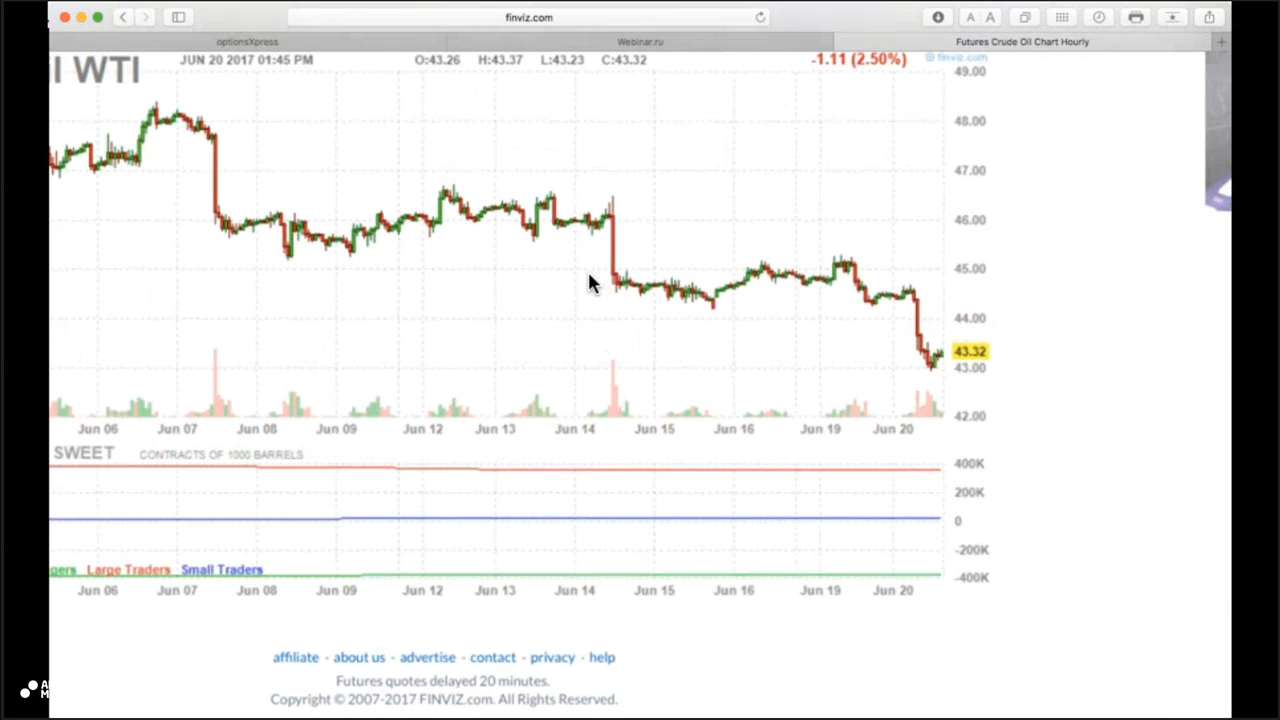 finviz.com
A A
optionsXpress
Webinar.ru
Futures Crude Oil Chart Hourly
I WTI
JUN 20 2017 01:45 PM
O:43.26 H:43.37 L:43.23 C:43.32
-1.11 (2.50%)
© finviz.com
49.00
48.00
47.00
46.00
45.00
44.00
43.32
43.00
42.00
Jun 06 Jun 07 Jun 08 Jun 09 Jun 12 Jun 13 Jun 14 Jun 15 Jun 16 Jun 19 Jun 20
SWEET CONTRACTS OF 1000 BARRELS
400K
200K
0
-200K
-400K
gers Large Traders Small Traders
Jun 06 Jun 07 Jun 08 Jun 09 Jun 12 Jun 13 Jun 14 Jun 15 Jun 16 Jun 19 Jun 20
affiliate • about us • advertise • contact • privacy • help
Futures quotes delayed 20 minutes.
Copyright © 2007-2017 FINVIZ.com. All Rights Reserved.